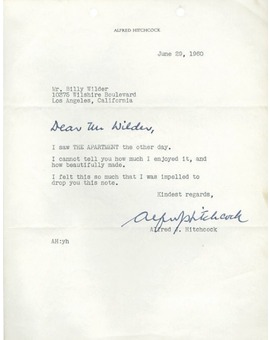 ALFRED HITCHCOCK
June 29, 1960
Mr. Billy Wilder
10375 Wilshire Boulevard
Los Angeles, California
Dear Mr Wilder,
I saw THE APARTMENT the other day.
I cannot tell you how much I enjoyed it, and
how beautifully made.
I felt this so much that I was impelled to
drop you this note.
Kindest regards,
Alfred Hitchcock
Alfred J. Hitchcock
AH:yh